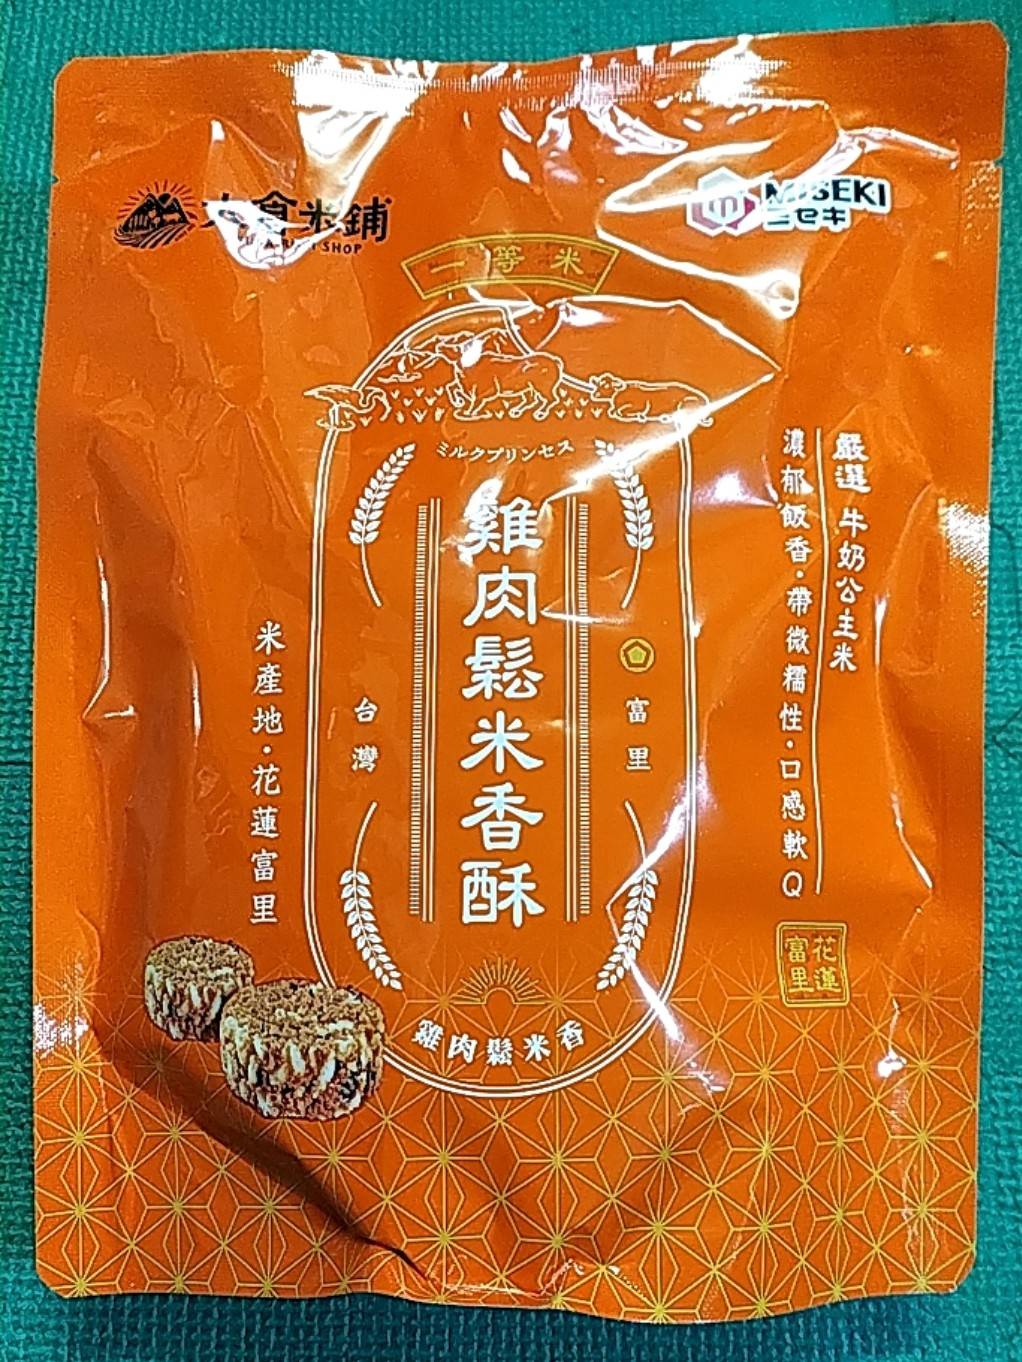 米鋪
SHOP
MISEKI
ミセキ
一等米
ミルクプリンセス
雞肉鬆米香酥
嚴選 牛奶公主米
濃郁飯香·帶微糯性·口感軟Q
花蓮
富里
富里
台灣
米產地·花蓮富里
雞肉鬆米香